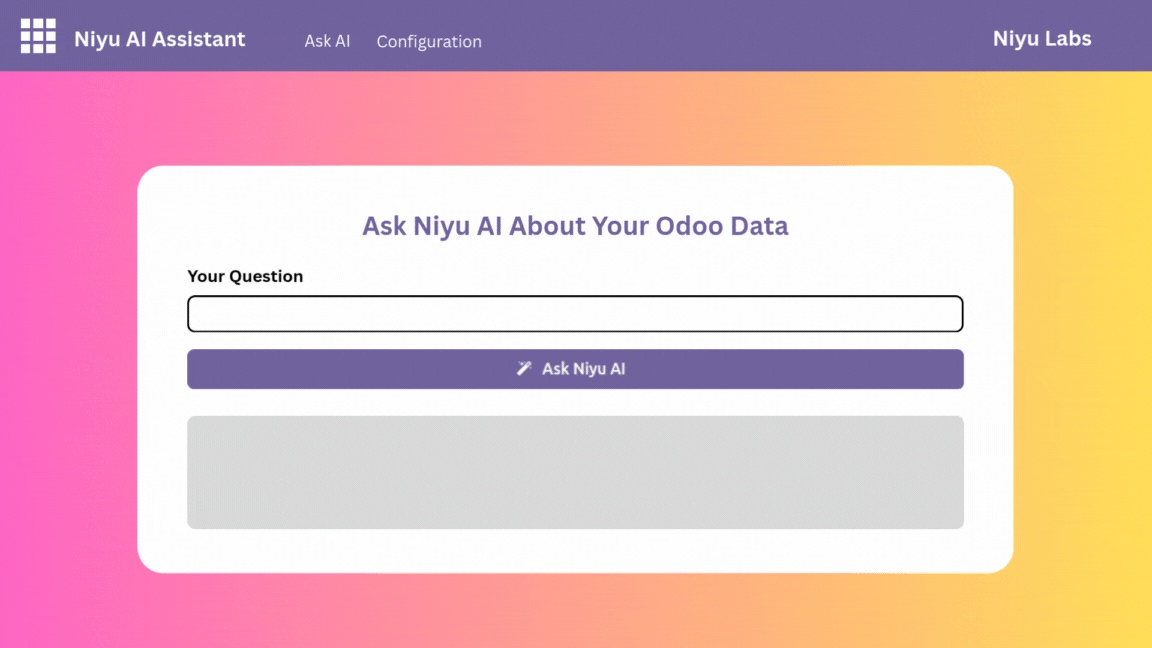 Niyu AI Assistant Ask AI Configuration Niyu Labs
Ask Niyu AI About Your Odoo Data
Your Question
Ask Niyu AI